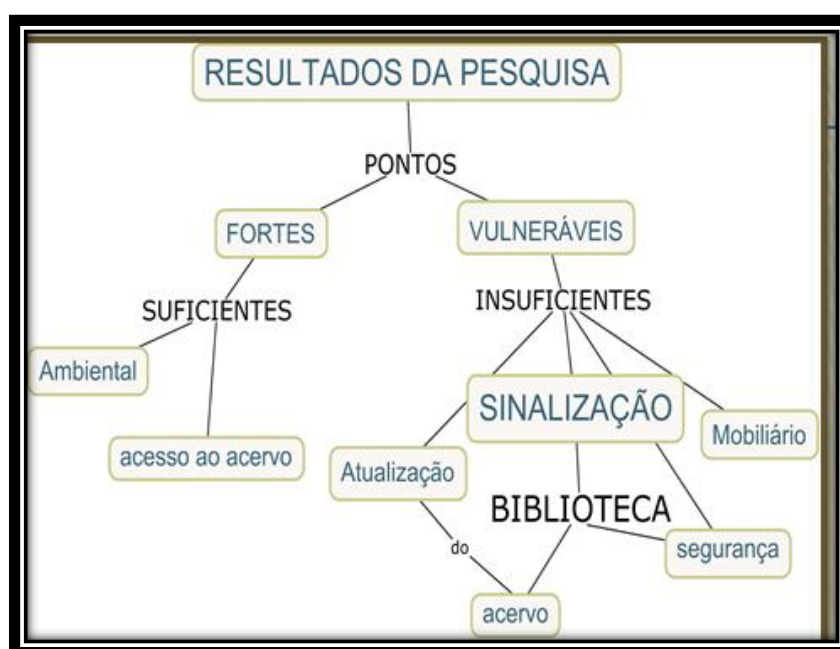 RESULTADOS DA PESQUISA
PONTOS
FORTES
VULNERÁVEIS
SUFICIENTES
INSUFICIENTES
Ambiental
SINALIZAÇÃO
Mobiliário
acesso ao acervo
Atualização
BIBLIOTECA
do
segurança
acervo